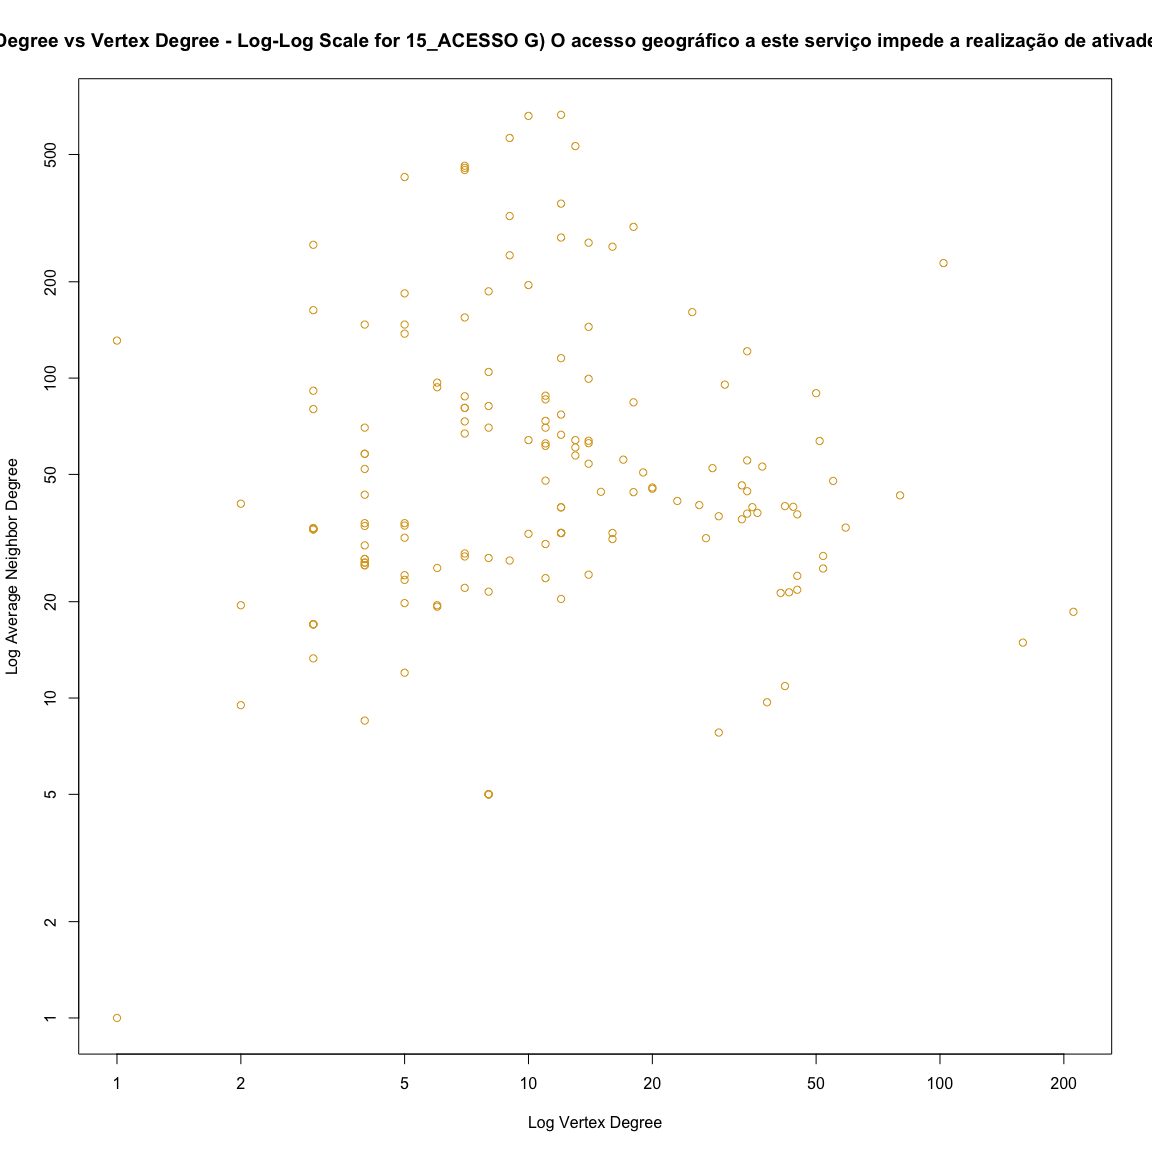 Degree vs Vertex Degree - Log-Log Scale for 15_ACESSO G) O acesso geográfico a este serviço impede a realização de ativade
Log Average Neighbor Degree
500
200
100
50
20
10
5
2
1
1 2 5 10 20 50 100 200
Log Vertex Degree